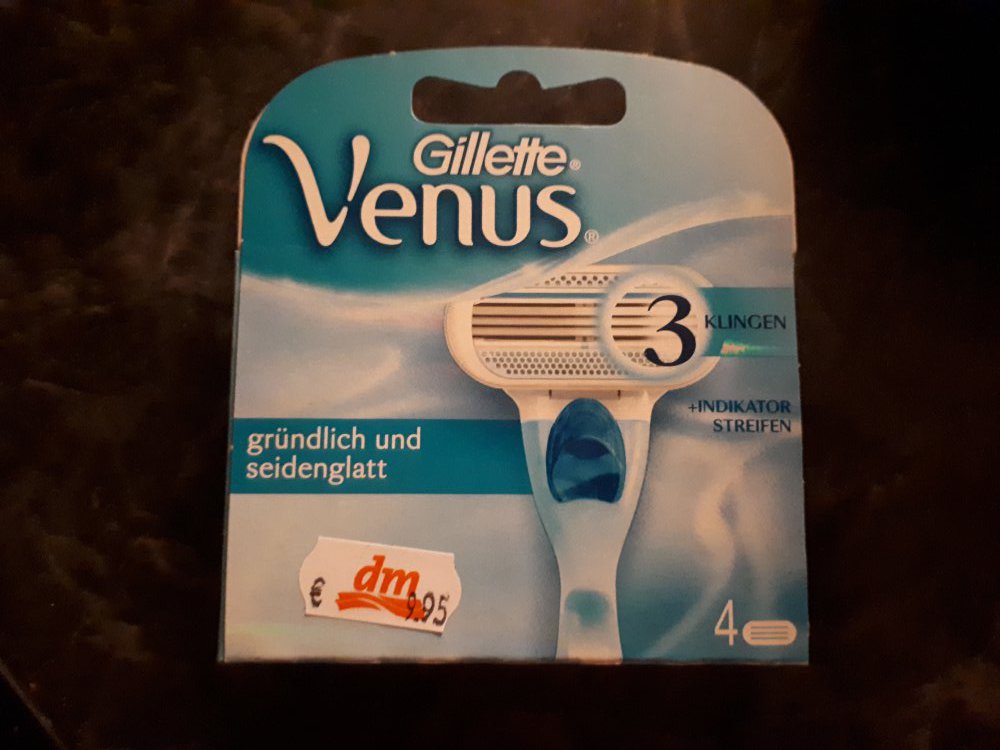 Gillette®
Venus®
3 KLINGEN
+INDIKATOR
STREIFEN
gründlich und
seidenglatt
dm
€ 9.95
4